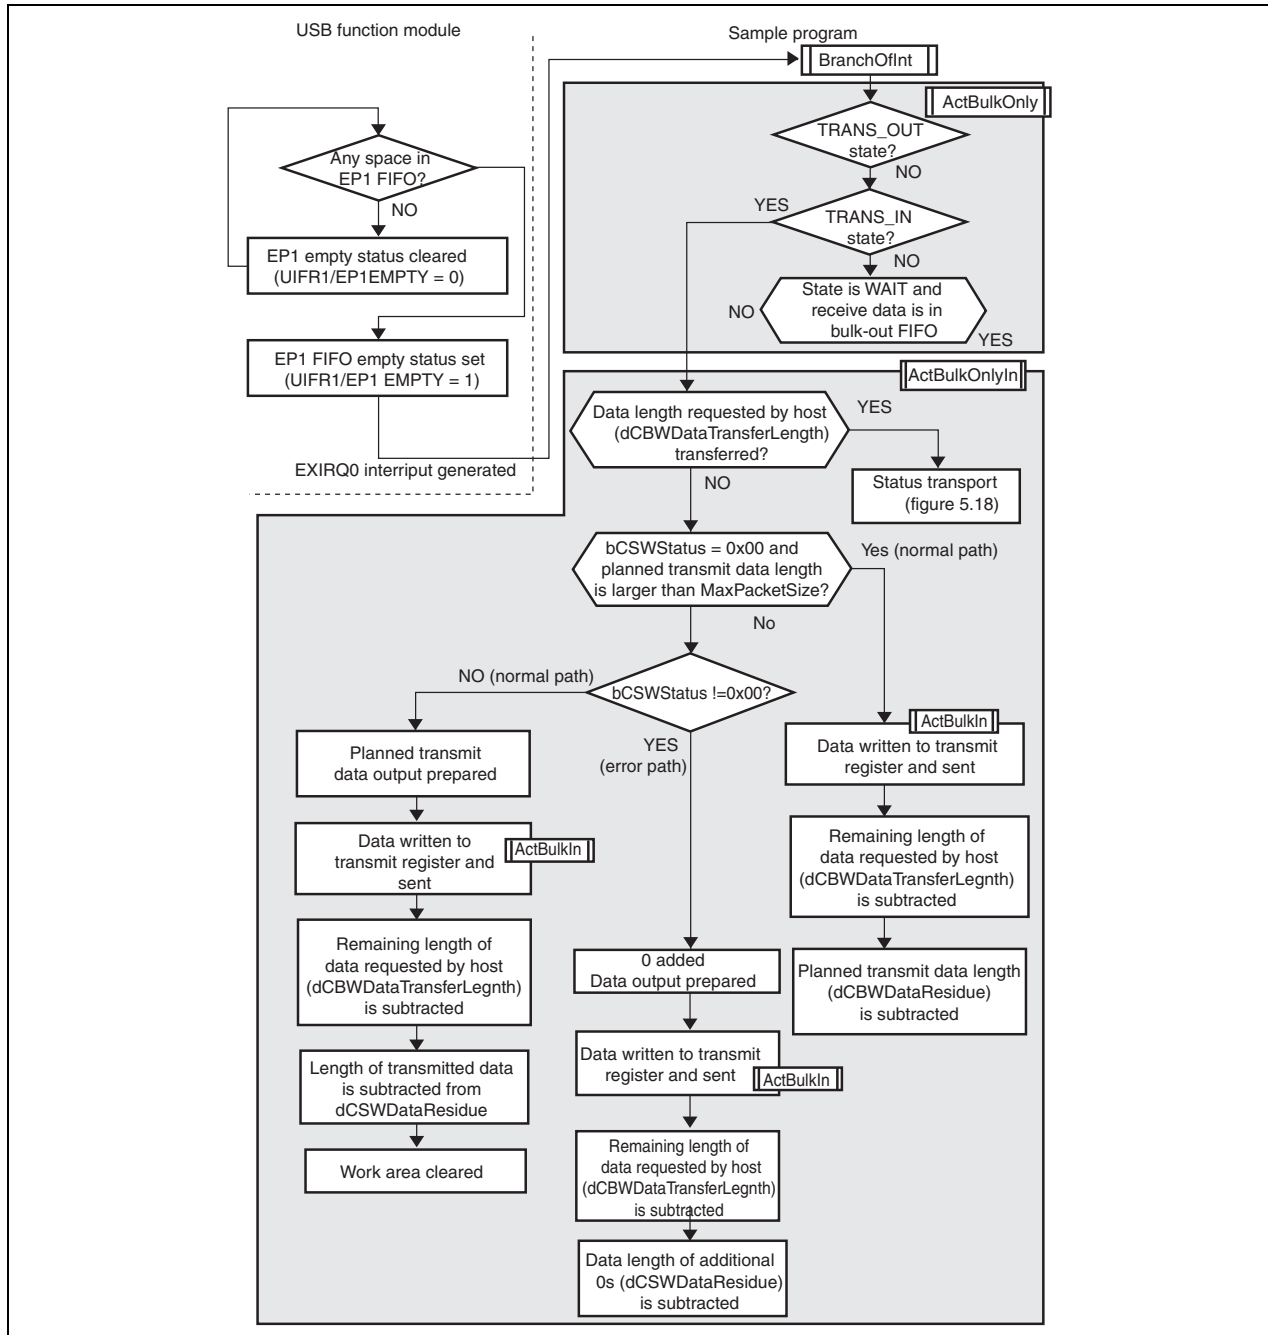 USB function module
Sample program
BranchOfInt
ActBulkOnly
TRANS_OUT
state?
NO
Any space in
EP1 FIFO?
NO
YES
TRANS_IN
state?
NO
EP1 empty status cleared
(UIFR1/EP1EMPTY = 0)
State is WAIT and
receive data is in
bulk-out FIFO
NO
YES
EP1 FIFO empty status set
(UIFR1/EP1 EMPTY = 1)
ActBulkOnlyIn
Data length requested by host
(dCBWDataTransferLength)
transferred?
YES
EXIRQ0 interriput generated
NO
Status transport
(figure 5.18)
bCSWStatus = 0x00 and
planned transmit data length
is larger than MaxPacketSize?
Yes (normal path)
No
NO (normal path)
bCSWStatus !=0x00?
YES
(error path)
ActBulkIn
Data written to transmit
register and sent
Planned transmit
data output prepared
Data written to
transmit register and
sent
ActBulkIn
Remaining length of
data requested by host
(dCBWDataTransferLegnth)
is subtracted
Remaining length of
data requested by host
(dCBWDataTransferLegnth)
is subtracted
0 added
Data output prepared
Planned transmit data length
(dCBWDataResidue)
is subtracted
Length of transmitted data
is subtracted from
dCSWDataResidue
Data written to transmit
register and sent
ActBulkIn
Work area cleared
Remaining length of
data requested by host
(dCBWDataTransferLegnth)
is subtracted
Data length of additional
0s (dCSWDataResidue)
is subtracted